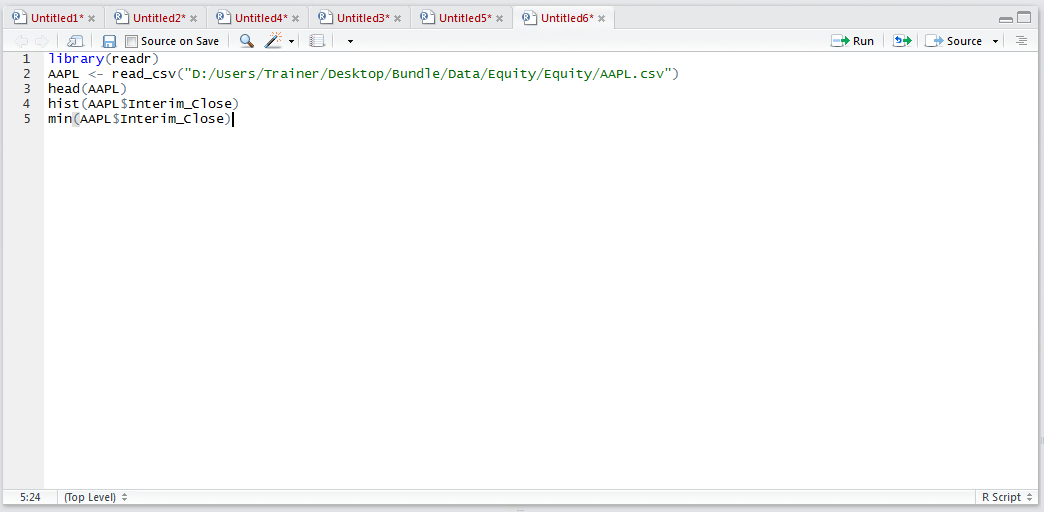 Untitled1* Untitled2* Untitled4* Untitled3* Untitled5* Untitled6*
Source on Save Run Source
1 library(readr)
2 AAPL <- read_csv("D:/Users/Trainer/Desktop/Bundle/Data/Equity/Equity/AAPL.csv")
3 head(AAPL)
4 hist(AAPL$Interim_Close)
5 min(AAPL$Interim_Close)
5:24 (Top Level) R Script